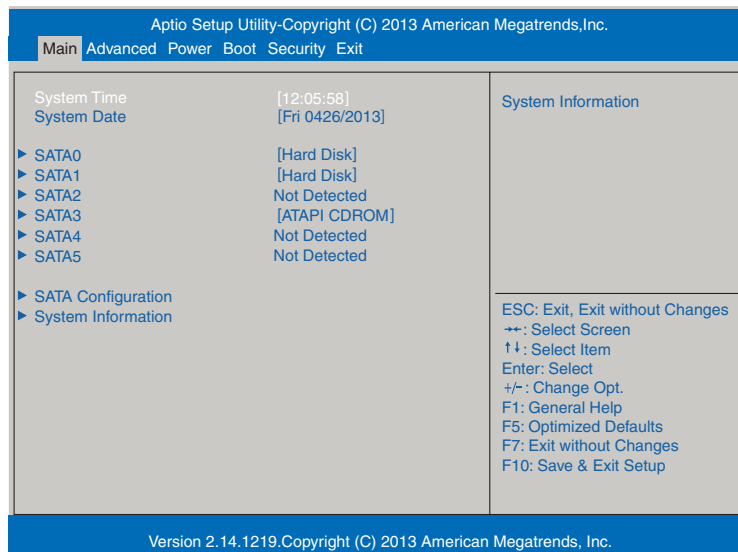 Aptio Setup Utility-Copyright (C) 2013 American Megatrends,Inc.
Main Advanced Power Boot Security Exit
System Time [12:05:58]
System Date [Fri 0426/2013]
SATA0 [Hard Disk]
SATA1 [Hard Disk]
SATA2 Not Detected
SATA3 [ATAPI CDROM]
SATA4 Not Detected
SATA5 Not Detected
SATA Configuration
System Information
System Information
ESC: Exit, Exit without Changes
→←: Select Screen
↑↓: Select Item
Enter: Select
+/-: Change Opt.
F1: General Help
F5: Optimized Defaults
F7: Exit without Changes
F10: Save & Exit Setup
Version 2.14.1219.Copyright (C) 2013 American Megatrends, Inc.